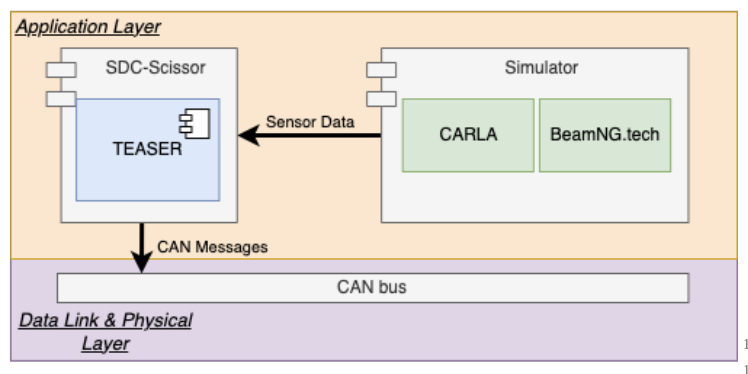 Application Layer
SDC-Scissor
Simulator
TEASER
Sensor Data
CARLA
BeamNG.tech
CAN Messages
CAN bus
Data Link & Physical
Layer
1
1